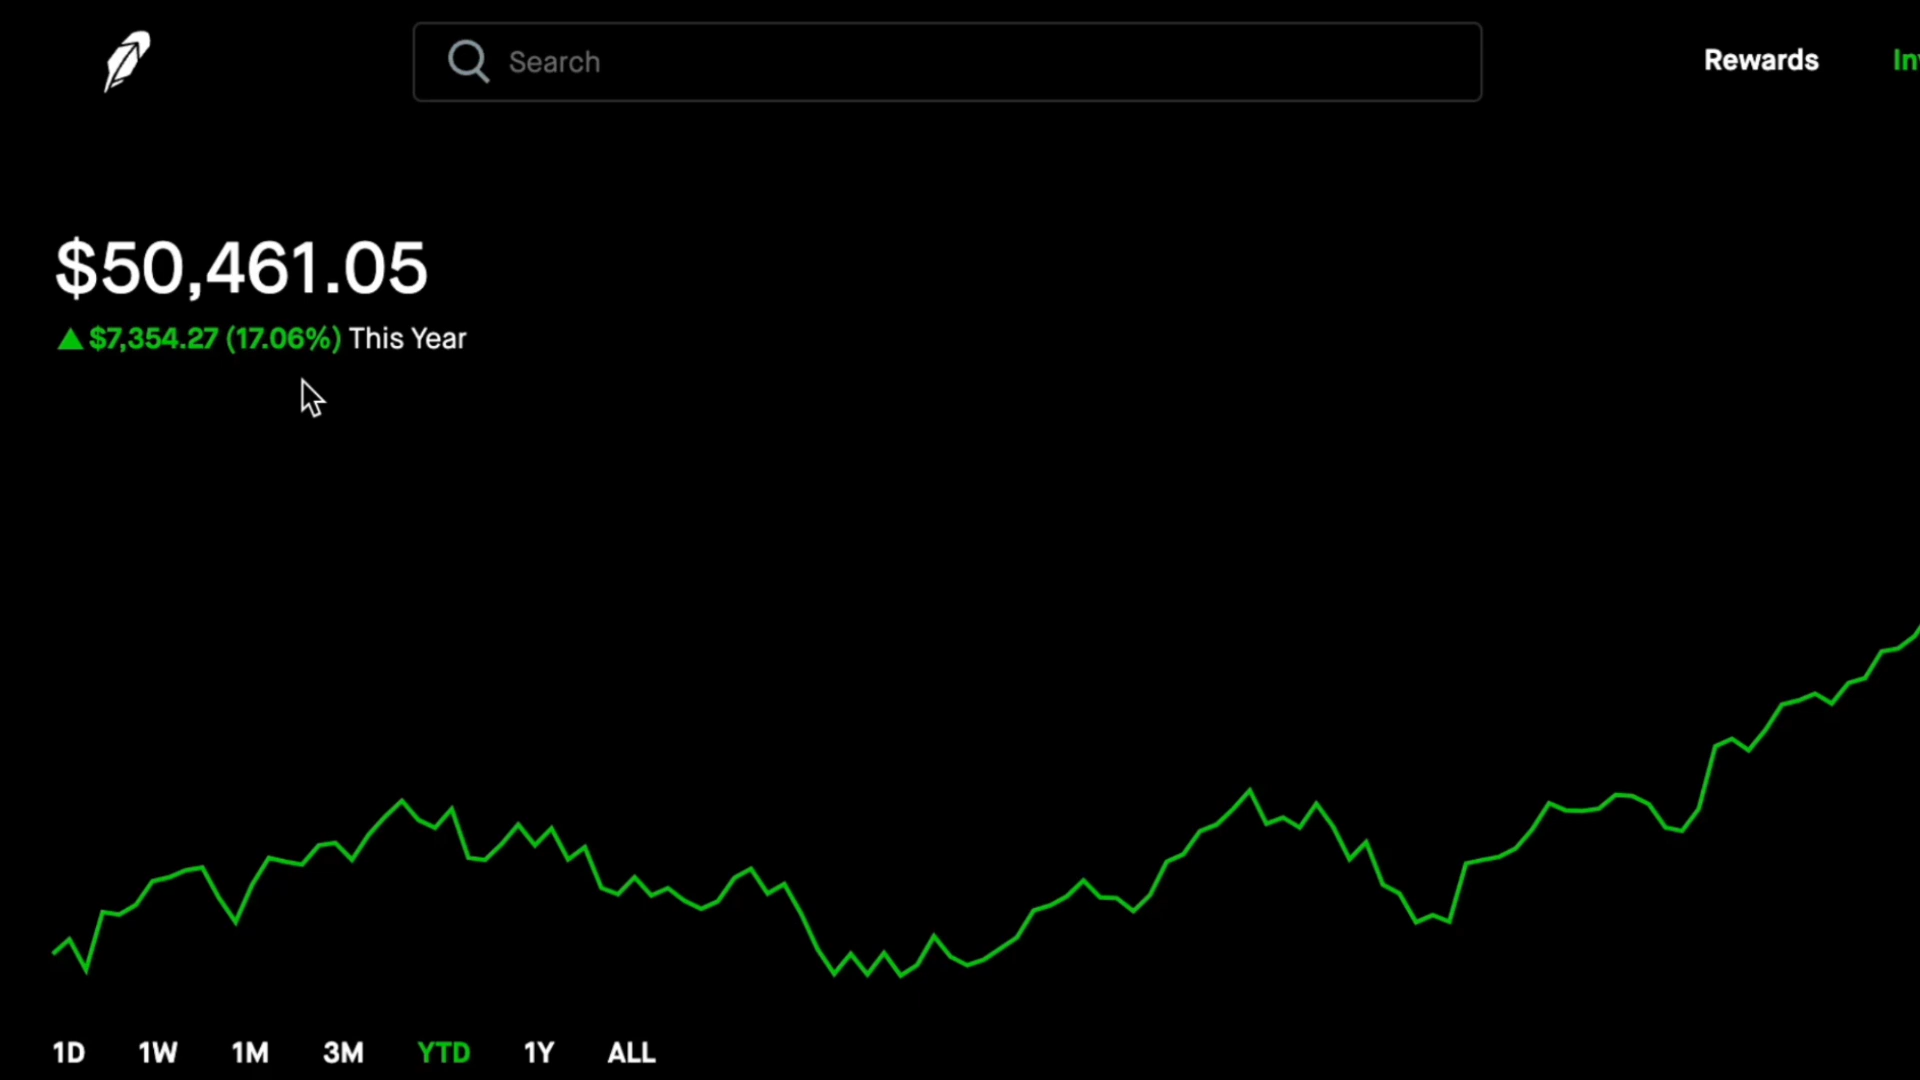 Search
Rewards
$50,461.05
▲ $7,354.27 (17.06%) This Year
1D 1W 1M 3M YTD 1Y ALL